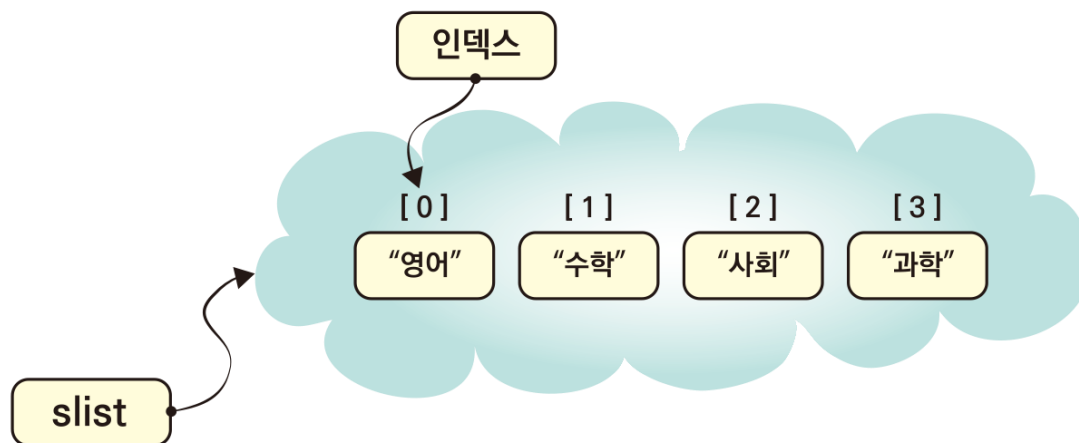 인덱스
[ 0 ] [ 1 ] [ 2 ] [ 3 ]
“영어” “수학” “사회” “과학”
slist